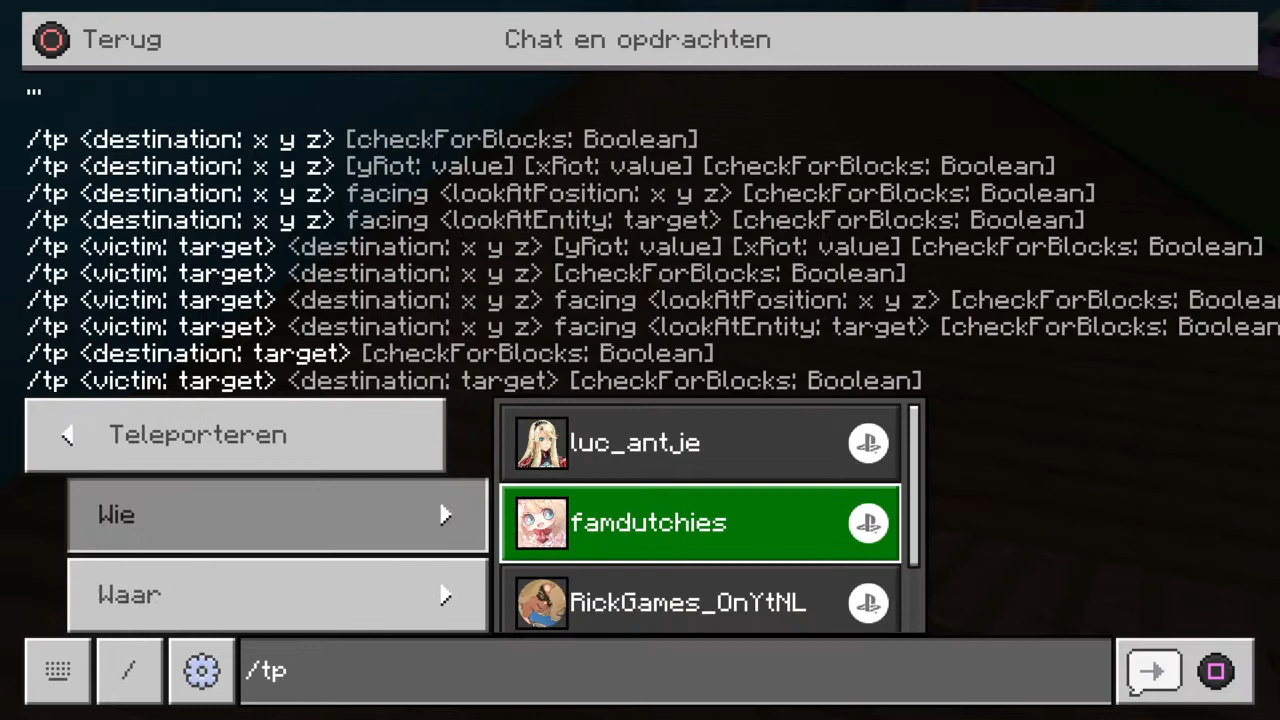 Terug
Chat en opdrachten
...
/tp <destination: x y z> [checkForBlocks: Boolean]
/tp <destination: x y z> [yRot: value] [xRot: value] [checkForBlocks: Boolean]
/tp <destination: x y z> facing <lookAtPosition: x y z> [checkForBlocks: Boolean]
/tp <destination: x y z> facing <lookAtEntity: target> [checkForBlocks: Boolean]
/tp <victim: target> <destination: x y z> [yRot: value] [xRot: value] [checkForBlocks: Boolean]
/tp <victim: target> <destination: x y z> [checkForBlocks: Boolean]
/tp <victim: target> <destination: x y z> facing <lookAtPosition: x y z> [checkForBlocks: Boolea
/tp <victim: target> <destination: x y z> facing <lookAtEntity: target> [checkForBlocks: Boolean
/tp <destination: target> [checkForBlocks: Boolean]
/tp <victim: target> <destination: target> [checkForBlocks: Boolean]
Teleporteren
luc_antje
Wie
famdutchies
Waar
RickGames_OnYtNL
/
/tp